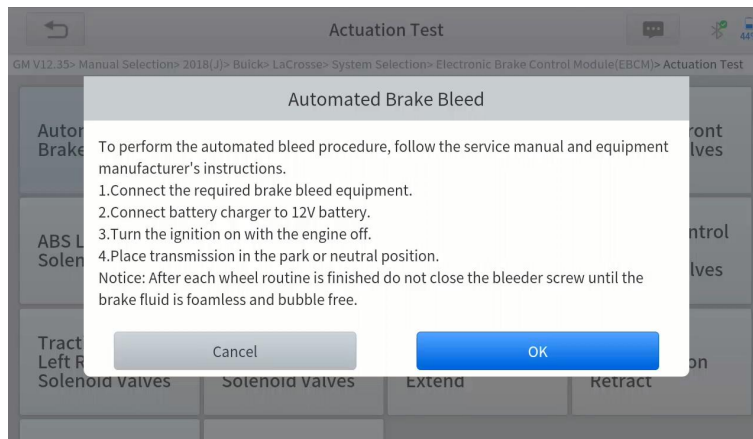 Actuation Test
44
GM V12.35> Manual Selection> 2018(J)> Buick> LaCrosse> System Selection> Electronic Brake Control Module(EBCM)> Actuation Test
Automated Brake Bleed
To perform the automated bleed procedure, follow the service manual and equipment
manufacturer's instructions.
1.Connect the required brake bleed equipment.
2.Connect battery charger to 12V battery.
3.Turn the ignition on with the engine off.
4.Place transmission in the park or neutral position.
Notice: After each wheel routine is finished do not close the bleeder screw until the
brake fluid is foamless and bubble free.
Cancel
OK
Brake
ABS L
Left R
Solenoid Valves
Solenoid Valves
Extend
Retract